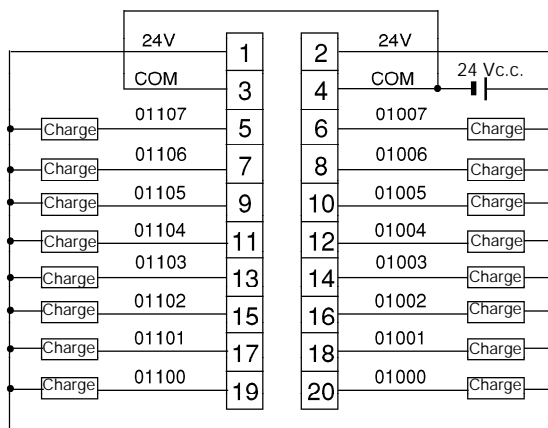 24V 1 2 24V
COM 3 4 COM 24 Vc.c.
Charge 01107 5 6 01007 Charge
Charge 01106 7 8 01006 Charge
Charge 01105 9 10 01005 Charge
Charge 01104 11 12 01004 Charge
Charge 01103 13 14 01003 Charge
Charge 01102 15 16 01002 Charge
Charge 01101 17 18 01001 Charge
Charge 01100 19 20 01000 Charge